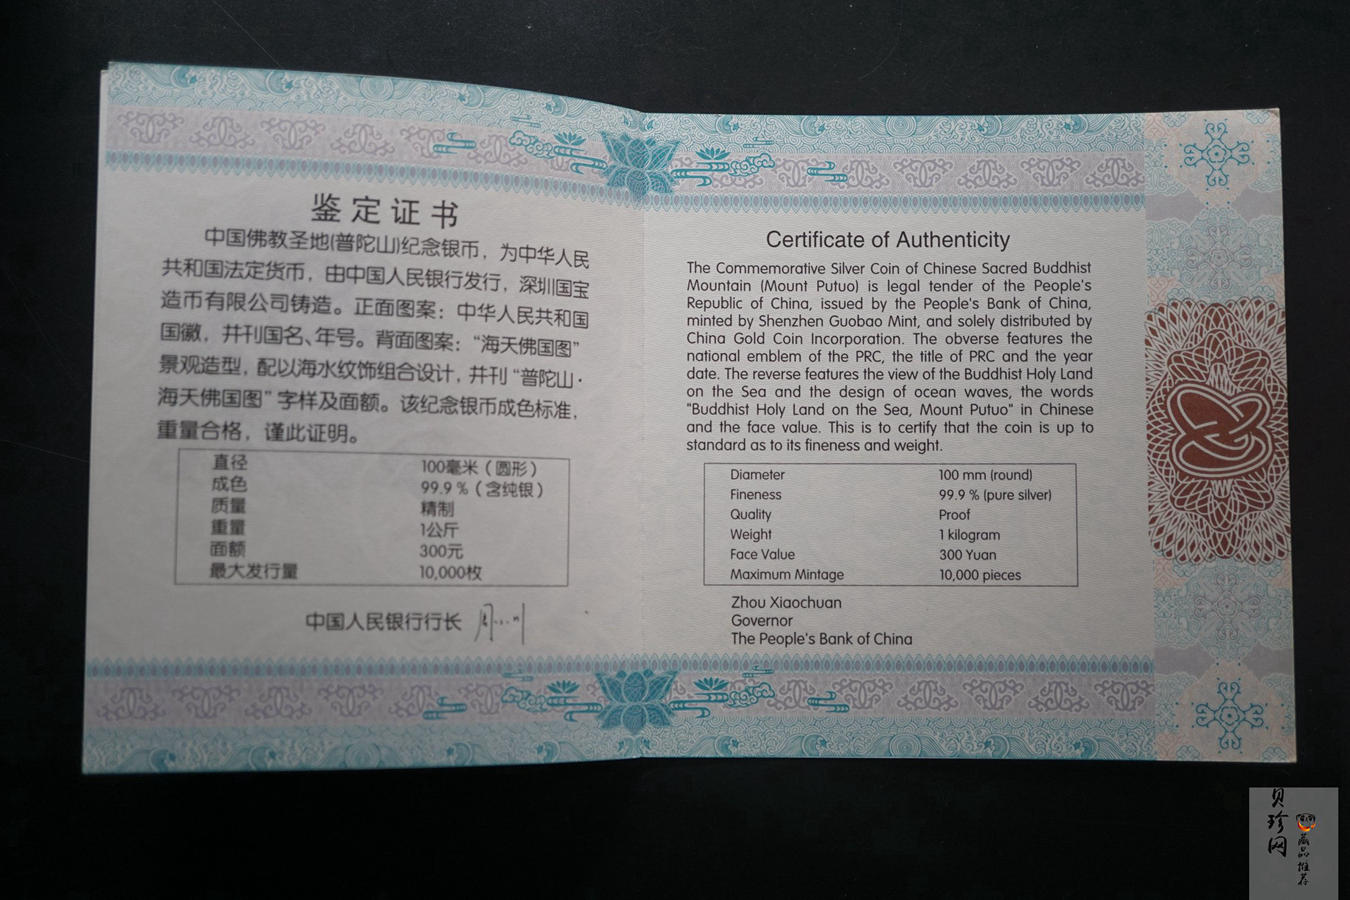 鉴定证书
中国佛教圣地(普陀山)纪念银币，为中华人民
共和国法定货币，由中国人民银行发行，深圳国宝
造币有限公司铸造。正面图案：中华人民共和国
国徽，并刊国名、年号。背面图案：“海天佛国图”
景观造型，配以海水纹饰组合设计，并刊“普陀山·
海天佛国图”字样及面额。该纪念银币成色标准，
重量合格，谨此证明。
直径 100毫米（圆形）
成色 99.9％（含纯银）
质量 精制
重量 1公斤
面额 300元
最大发行量 10,000枚
中国人民银行行长
Certificate of Authenticity
The Commemorative Silver Coin of Chinese Sacred Buddhist
Mountain (Mount Putuo) is legal tender of the People's
Republic of China, issued by the People's Bank of China,
minted by Shenzhen Guobao Mint, and solely distributed by
China Gold Coin Incorporation. The obverse features the
national emblem of the PRC, the title of PRC and the year
date. The reverse features the view of the Buddhist Holy Land
on the Sea and the design of ocean waves, the words
"Buddhist Holy Land on the Sea, Mount Putuo" in Chinese
and the face value. This is to certify that the coin is up to
standard as to its fineness and weight.
Diameter 100 mm (round)
Fineness 99.9 % (pure silver)
Quality Proof
Weight 1 kilogram
Face Value 300 Yuan
Maximum Mintage 10,000 pieces
Zhou Xiaochuan
Governor
The People's Bank of China
贝珍网
藏品推荐